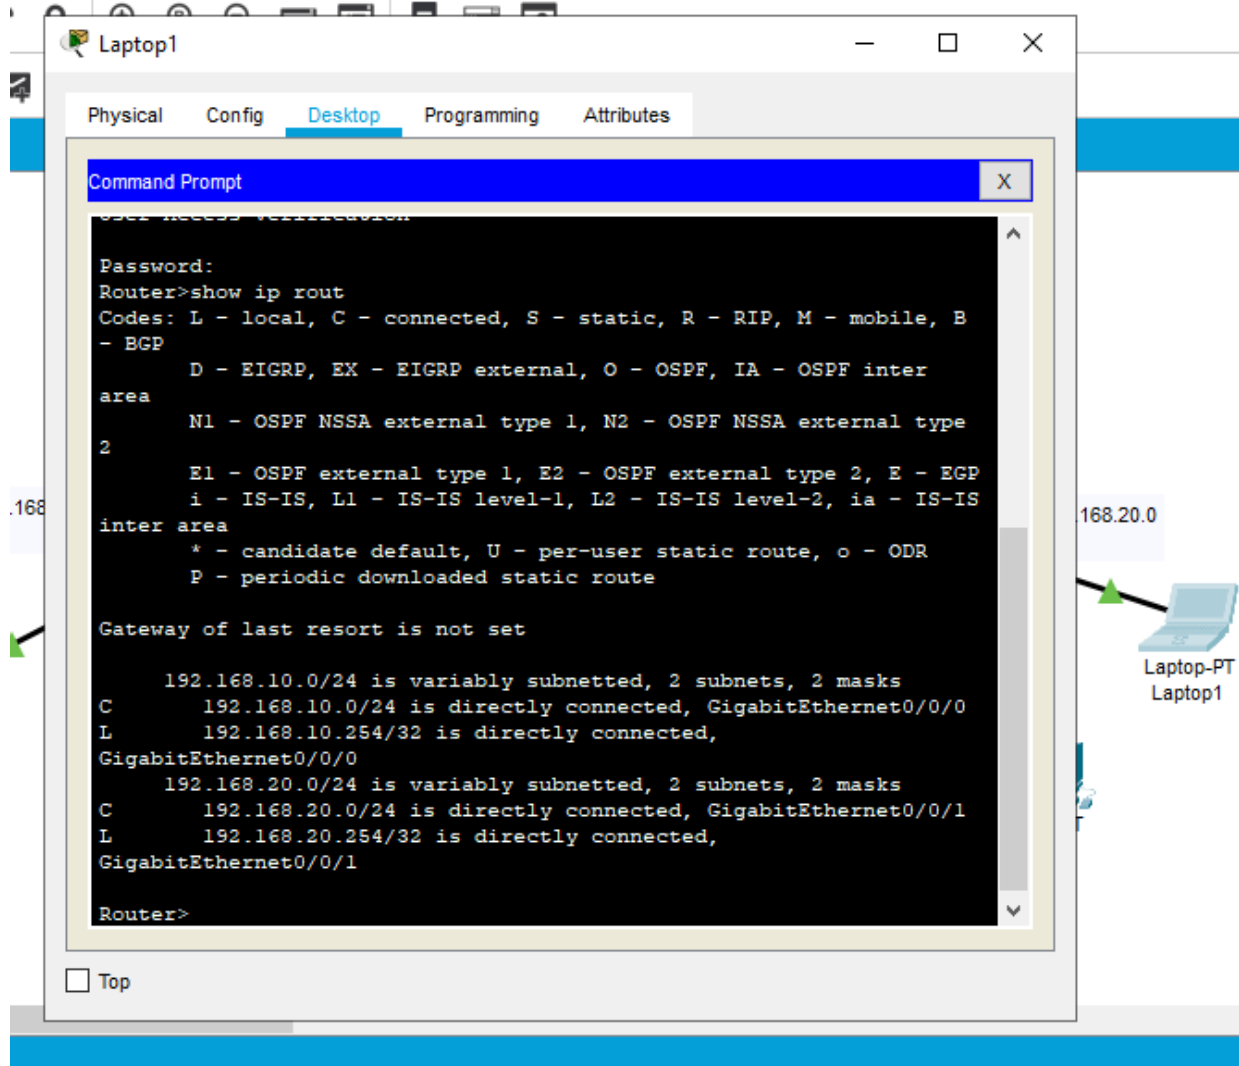 Laptop1
Physical Config Desktop Programming Attributes
Command Prompt X
User Access Verification
Password:
Router>show ip rout
Codes: L - local, C - connected, S - static, R - RIP, M - mobile, B
- BGP
D - EIGRP, EX - EIGRP external, O - OSPF, IA - OSPF inter
area
N1 - OSPF NSSA external type 1, N2 - OSPF NSSA external type
2
E1 - OSPF external type 1, E2 - OSPF external type 2, E - EGP
i - IS-IS, L1 - IS-IS level-1, L2 - IS-IS level-2, ia - IS-IS
inter area
* - candidate default, U - per-user static route, o - ODR
P - periodic downloaded static route
Gateway of last resort is not set
192.168.10.0/24 is variably subnetted, 2 subnets, 2 masks
C 192.168.10.0/24 is directly connected, GigabitEthernet0/0/0
L 192.168.10.254/32 is directly connected,
GigabitEthernet0/0/0
192.168.20.0/24 is variably subnetted, 2 subnets, 2 masks
C 192.168.20.0/24 is directly connected, GigabitEthernet0/0/1
L 192.168.20.254/32 is directly connected,
GigabitEthernet0/0/1
Router>
Top
.168
.168.20.0
Laptop-PT
Laptop1
T